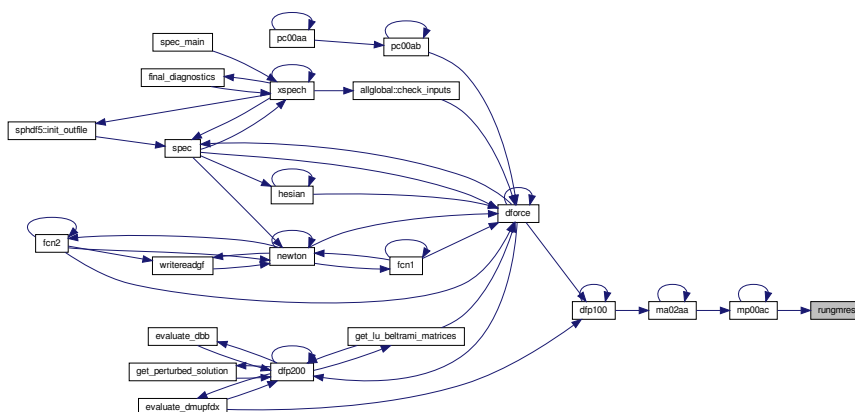 pc00aa
spec_main
pc00ab
final_diagnostics
xspech
allglobal::check_inputs
sphdf5::init_outfile
spec
hesian
dforce
fcn2
newton
writereadgf
fcn1
dfp100
ma02aa
mp00ac
rungmres
evaluate_dbb
get_lu_beltrami_matrices
get_perturbed_solution
dfp200
evaluate_dmupfdx